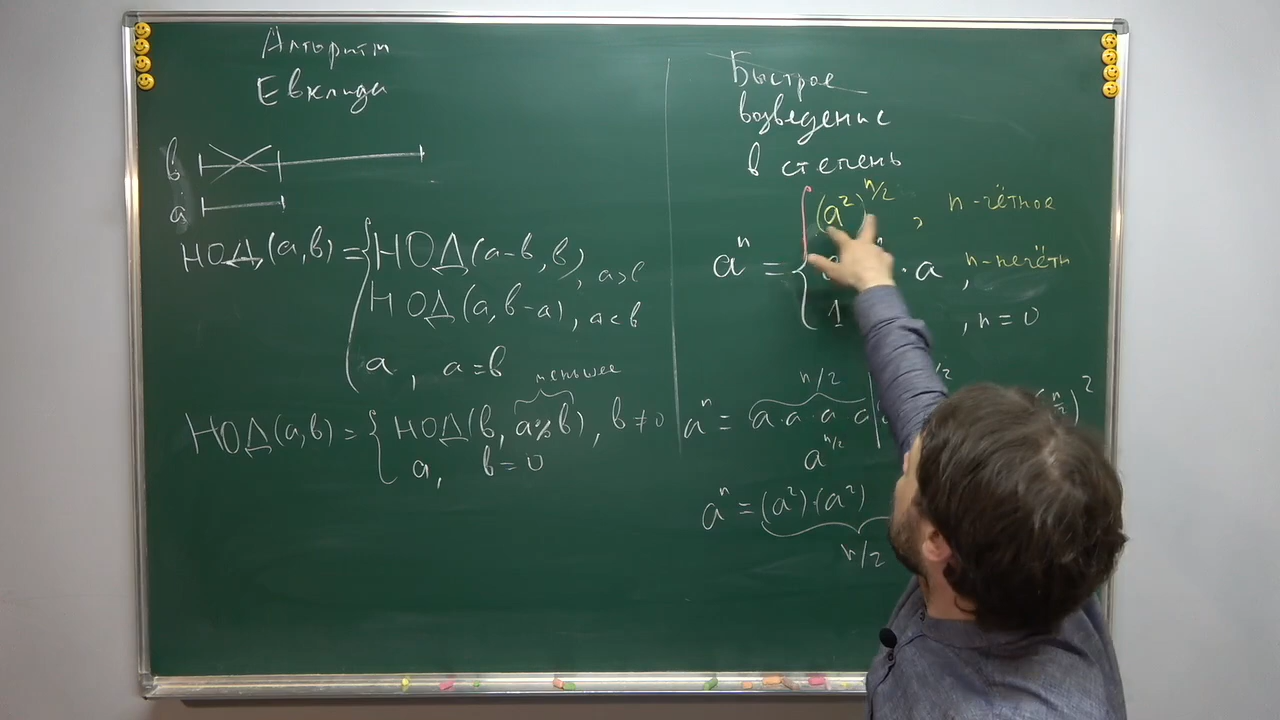 Алгоритм
Евклида
в
а
НОД(а,в) = { НОД(а-в, в), а>в
НОД(а, в-а), а<в
а, а=в
меньшее
НОД(а,в) = { НОД(в, а%в), в≠0
а, в=0
Быстрое
возведение
в степень
aⁿ = { (a²)^n/2, n-чётное
· a, n-нечётн
1, n=0
n/2
aⁿ = a·a·a a
a^n/2
aⁿ = (a²)·(a²)
n/2